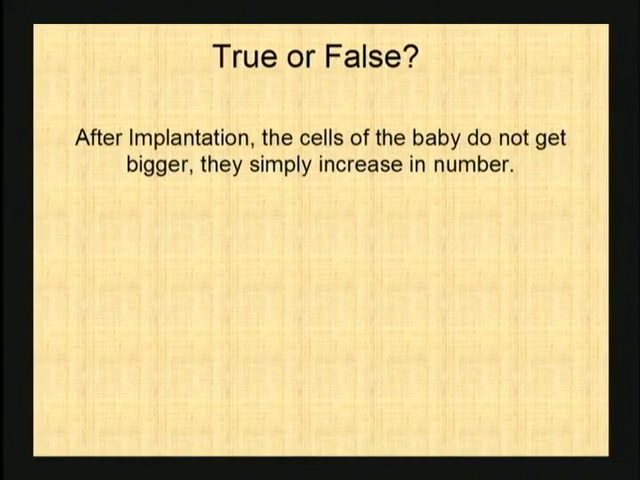 True or False?
After Implantation, the cells of the baby do not get
bigger, they simply increase in number.